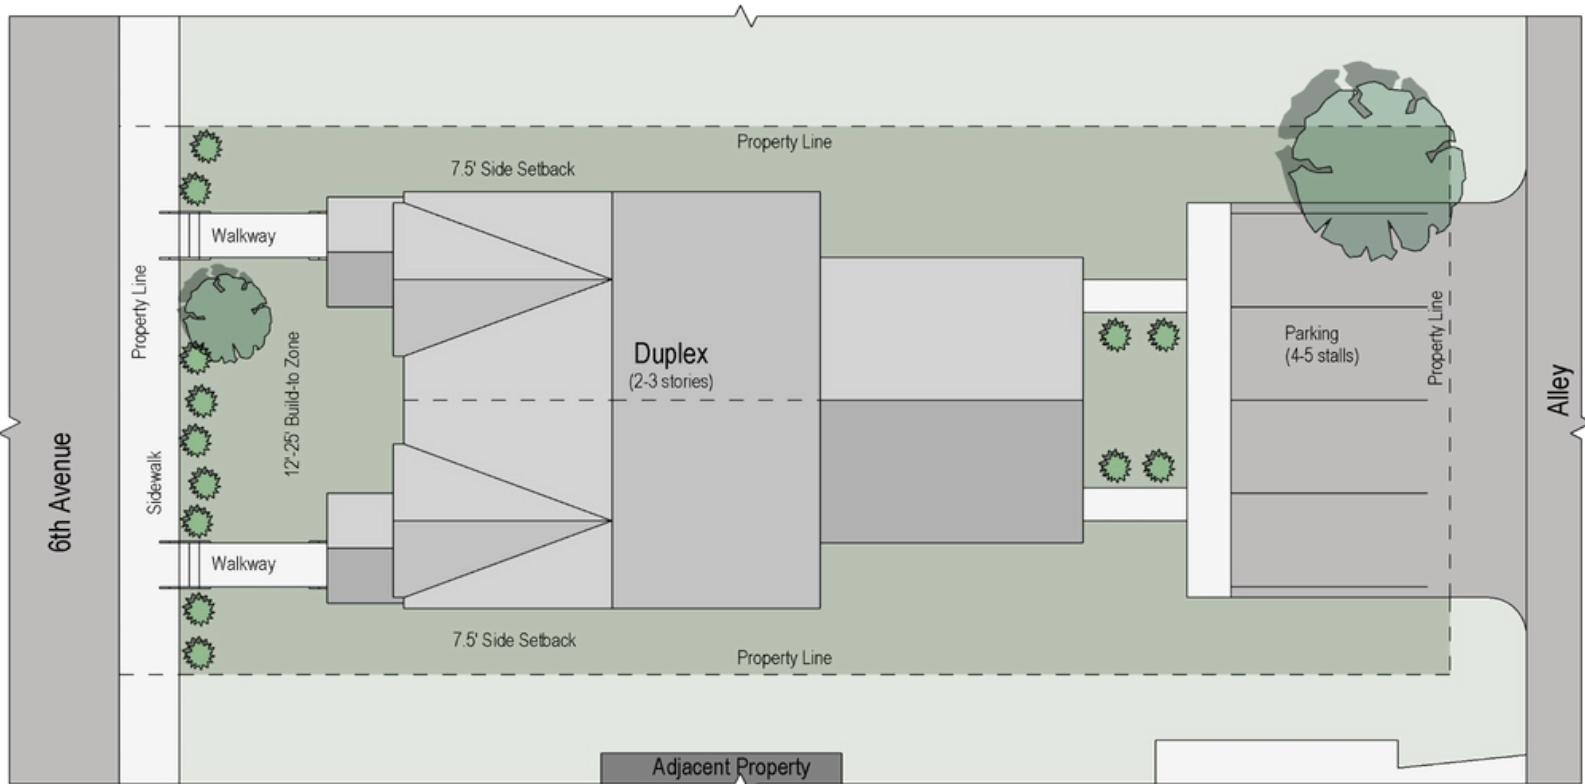 Property Line
7.5' Side Setback
Walkway
Property Line
12'-25' Build-to Zone
Duplex
(2-3 stories)
Parking
(4-5 stalls)
Property Line
Alley
6th Avenue
Sidewalk
Walkway
7.5' Side Setback
Property Line
Adjacent Property